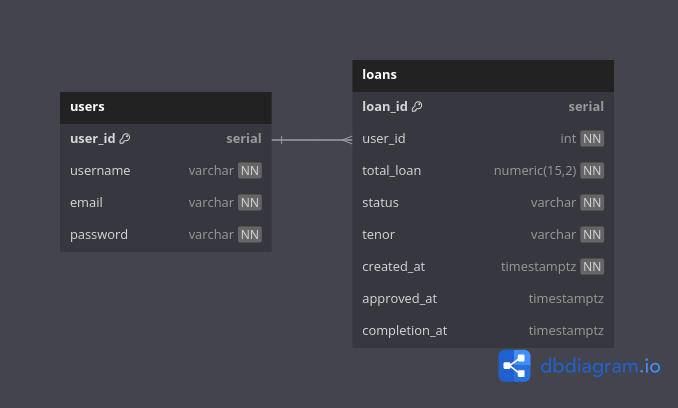 users
user_id serial
username varchar NN
email varchar NN
password varchar NN
loans
loan_id serial
user_id int NN
total_loan numeric(15,2) NN
status varchar NN
tenor varchar NN
created_at timestamptz NN
approved_at timestamptz
completion_at timestamptz
dbdiagram.io